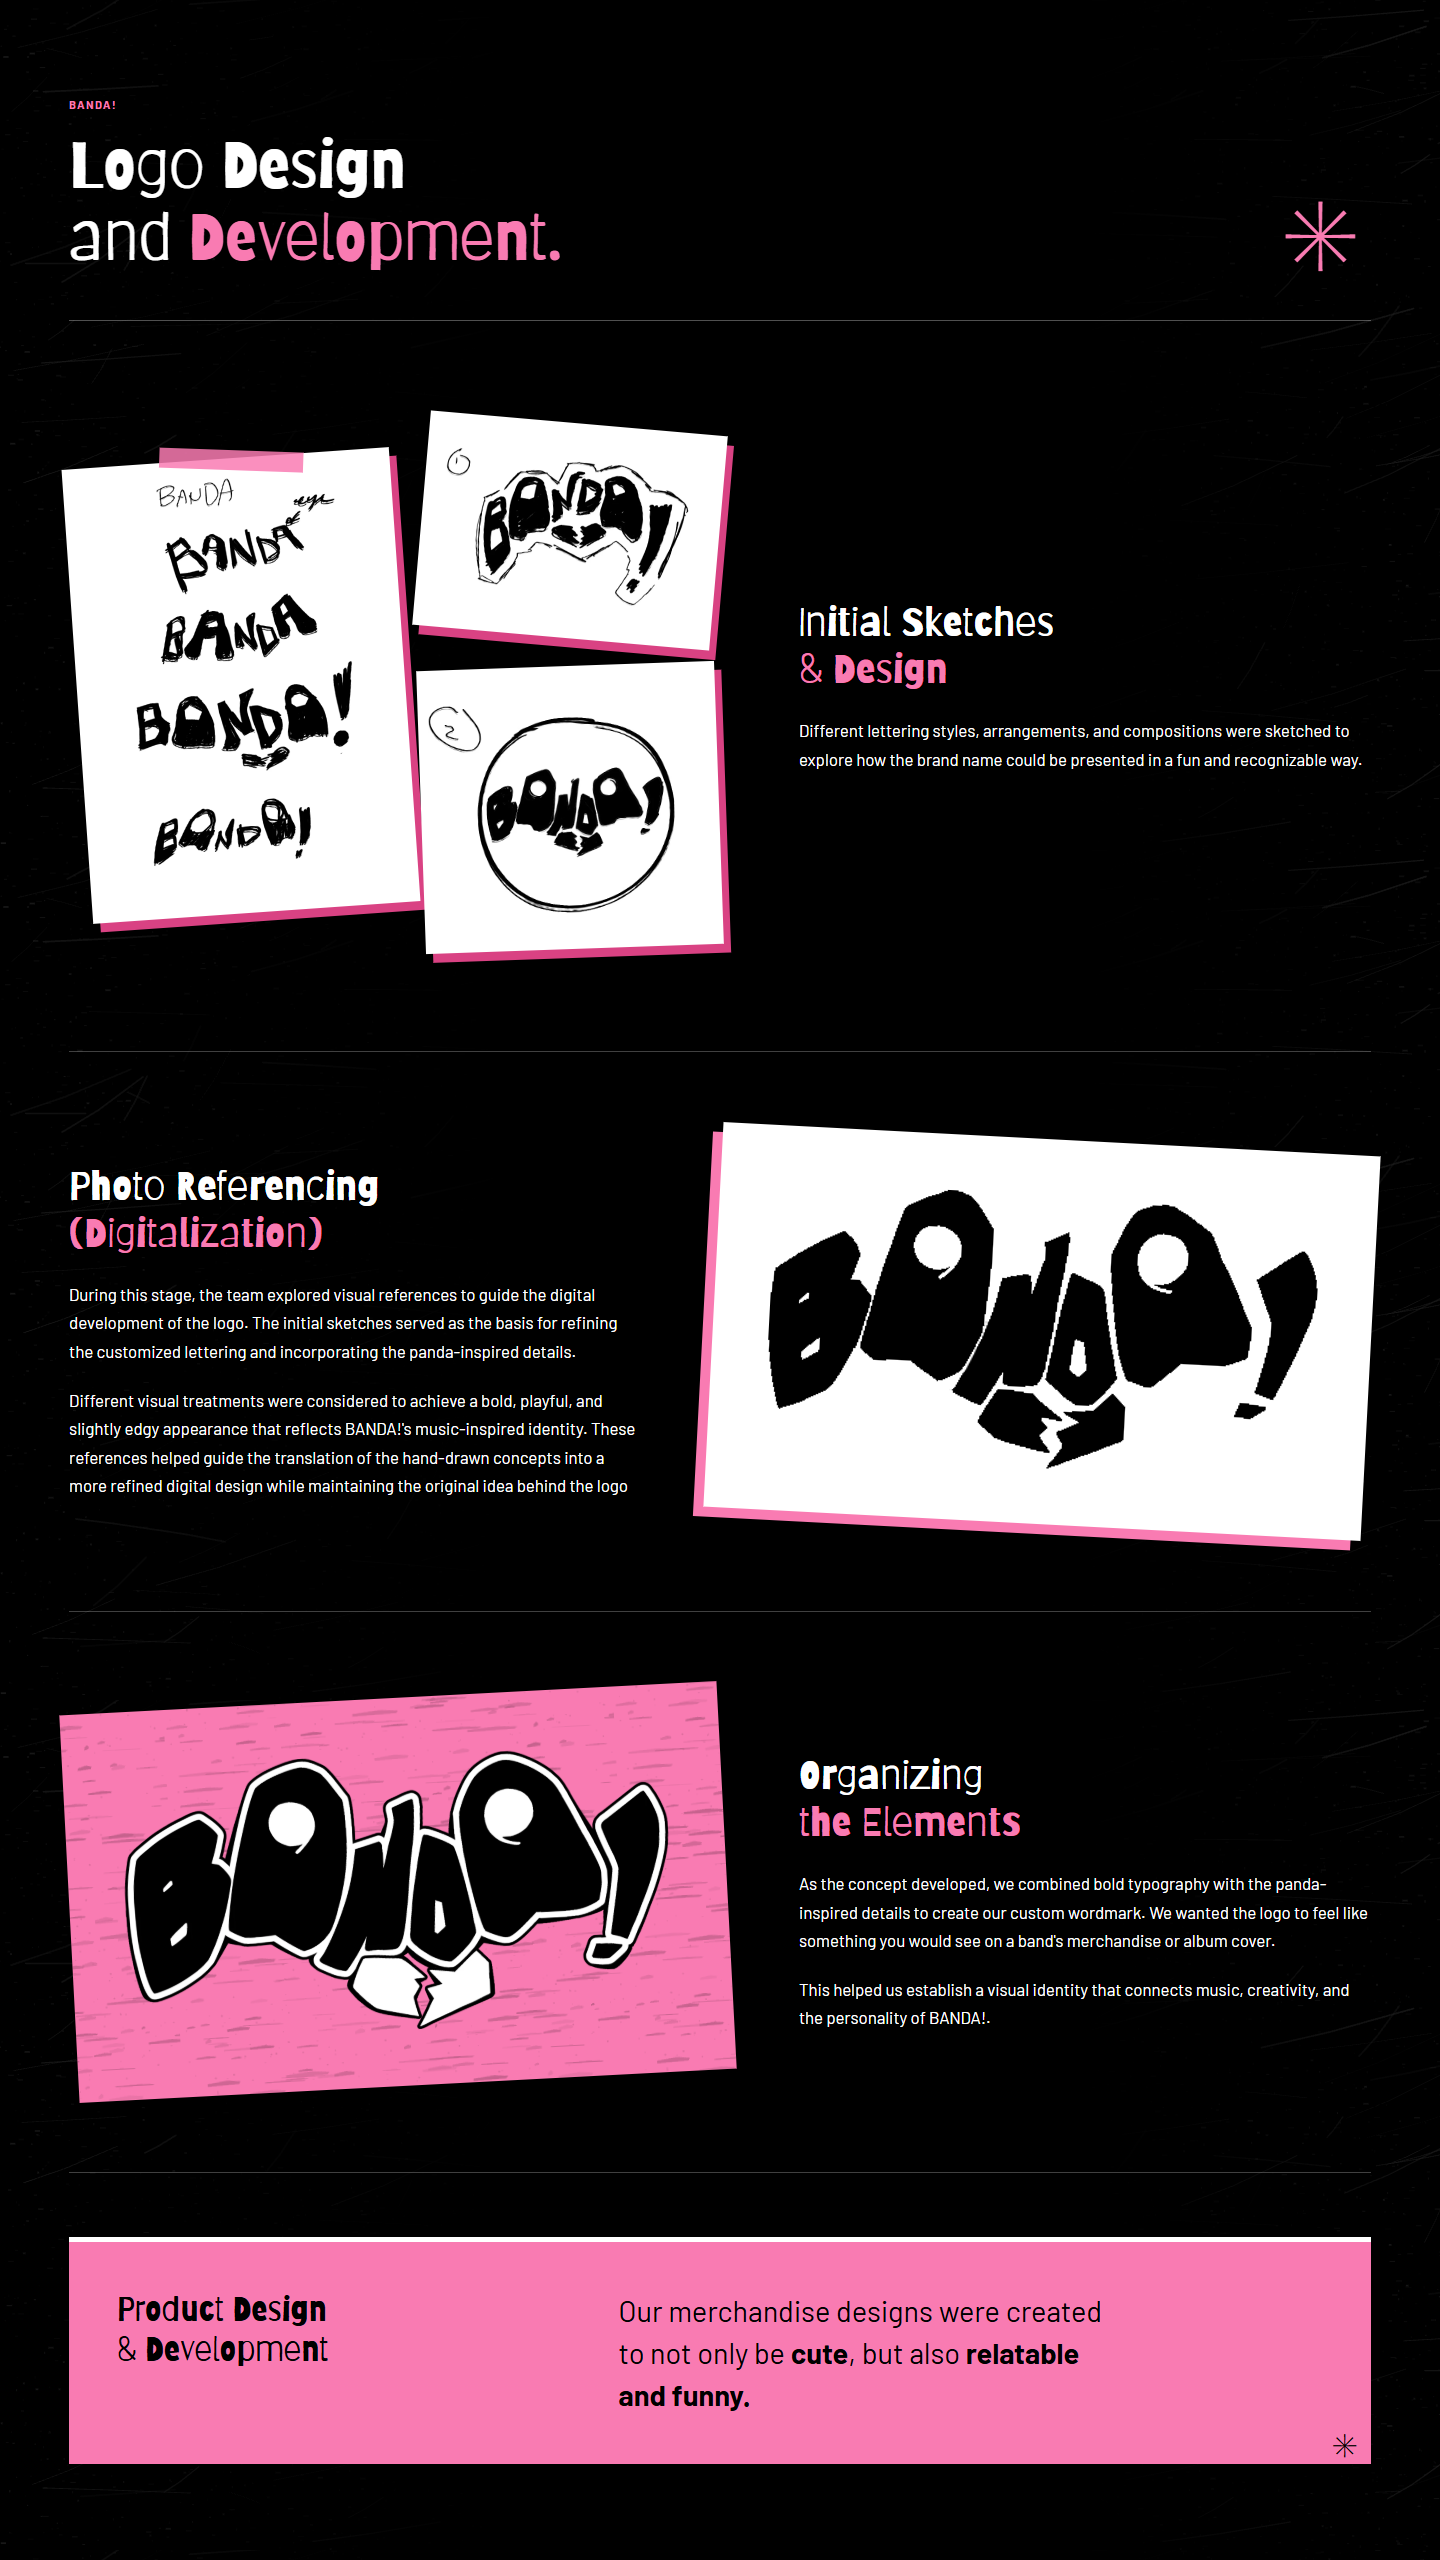 BANDA!
Logo Design
and Development.
BANDA
eye
BANDA
BANDA
BANDA!
BANDA!
1
BANDA!
2
BANDA!
Initial Sketches
& Design
Different lettering styles, arrangements, and compositions were sketched to
explore how the brand name could be presented in a fun and recognizable way.
Photo Referencing
(Digitalization)
During this stage, the team explored visual references to guide the digital
development of the logo. The initial sketches served as the basis for refining
the customized lettering and incorporating the panda-inspired details.
Different visual treatments were considered to achieve a bold, playful, and
slightly edgy appearance that reflects BANDA!'s music-inspired identity. These
references helped guide the translation of the hand-drawn concepts into a
more refined digital design while maintaining the original idea behind the logo
BANDA!
BANDA!
Organizing
the Elements
As the concept developed, we combined bold typography with the panda-
inspired details to create our custom wordmark. We wanted the logo to feel like
something you would see on a band's merchandise or album cover.
This helped us establish a visual identity that connects music, creativity, and
the personality of BANDA!.
Product Design
& Development
Our merchandise designs were created
to not only be cute, but also relatable
and funny.